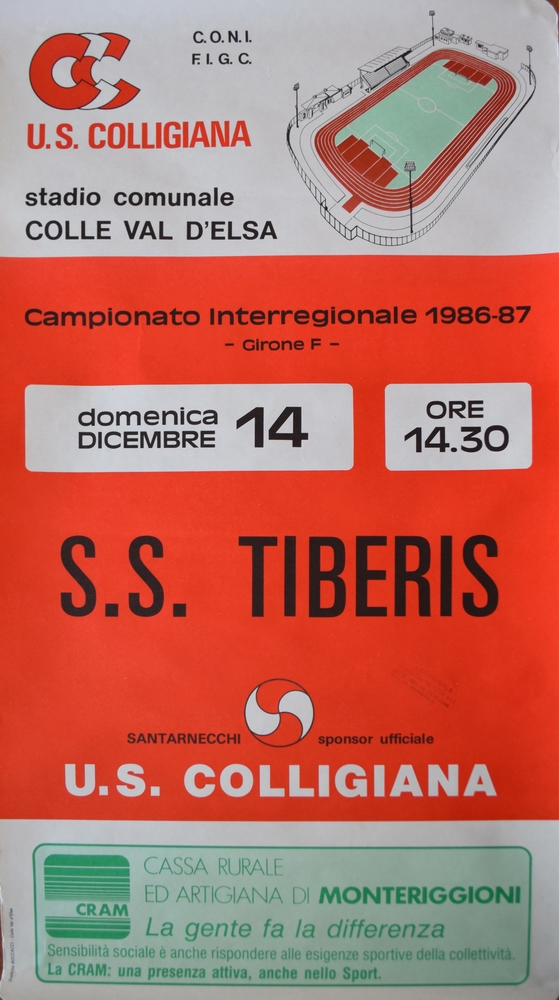 C.O.N.I.
F.I.G.C.
U.S. COLLIGIANA
stadio comunale
COLLE VAL D'ELSA
Campionato Interregionale 1986-87
- Girone F -
domenica
DICEMBRE 14
ORE
14.30
S.S. TIBERIS
SANTARNECCHI sponsor ufficiale
U.S. COLLIGIANA
CRAM
CASSA RURALE
ED ARTIGIANA DI MONTERIGGIONI
La gente fa la differenza
Sensibilità sociale è anche rispondere alle esigenze sportive della collettività.
La CRAM: una presenza attiva, anche nello Sport.